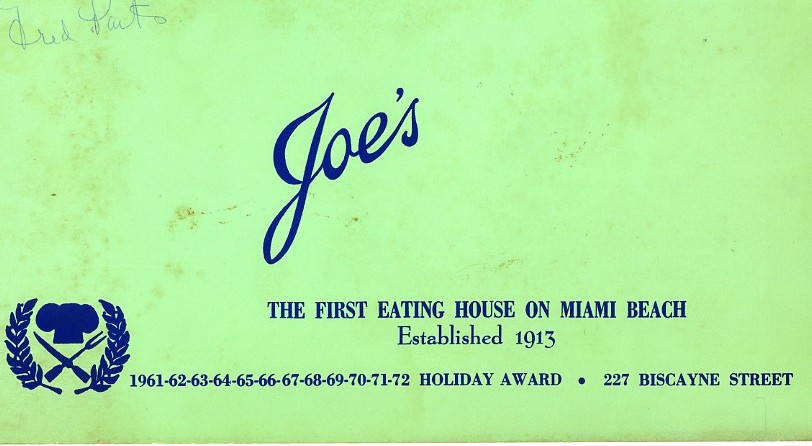 Fred
Joe's
THE FIRST EATING HOUSE ON MIAMI BEACH
Established 1913
1961-62-63-64-65-66-67-68-69-70-71-72 HOLIDAY AWARD • 227 BISCAYNE STREET